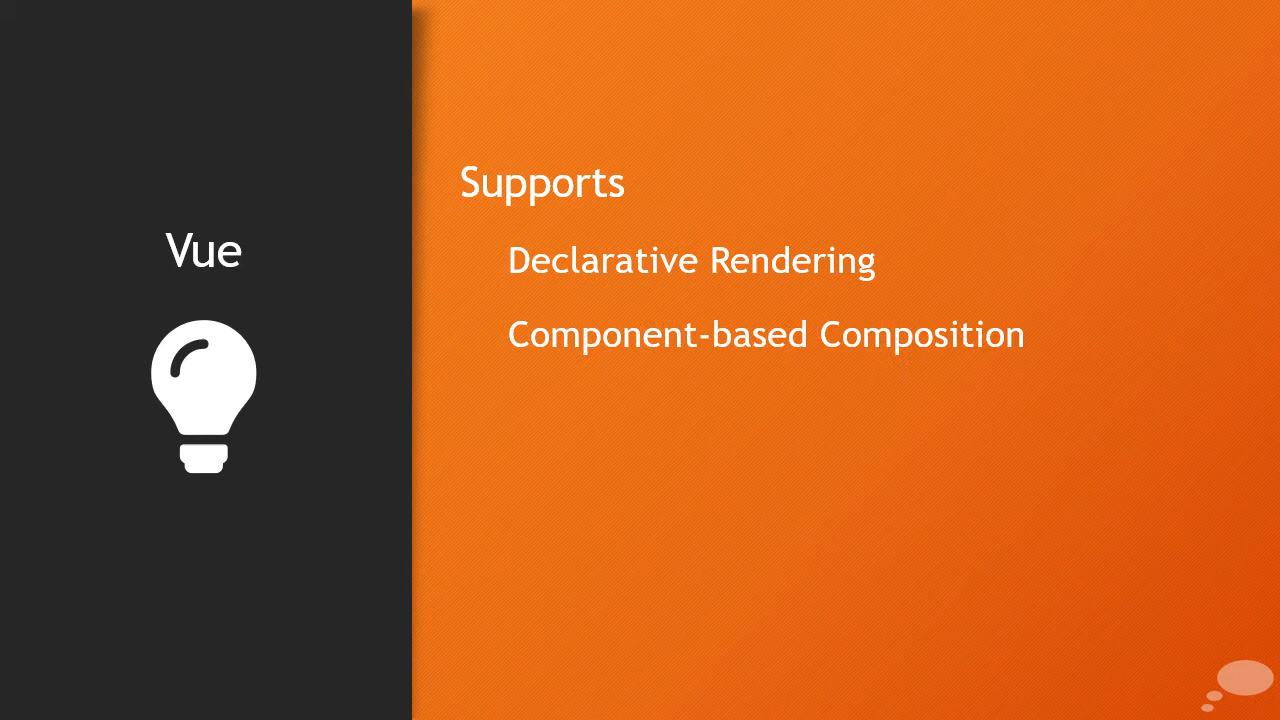 Vue
Supports
Declarative Rendering
Component-based Composition